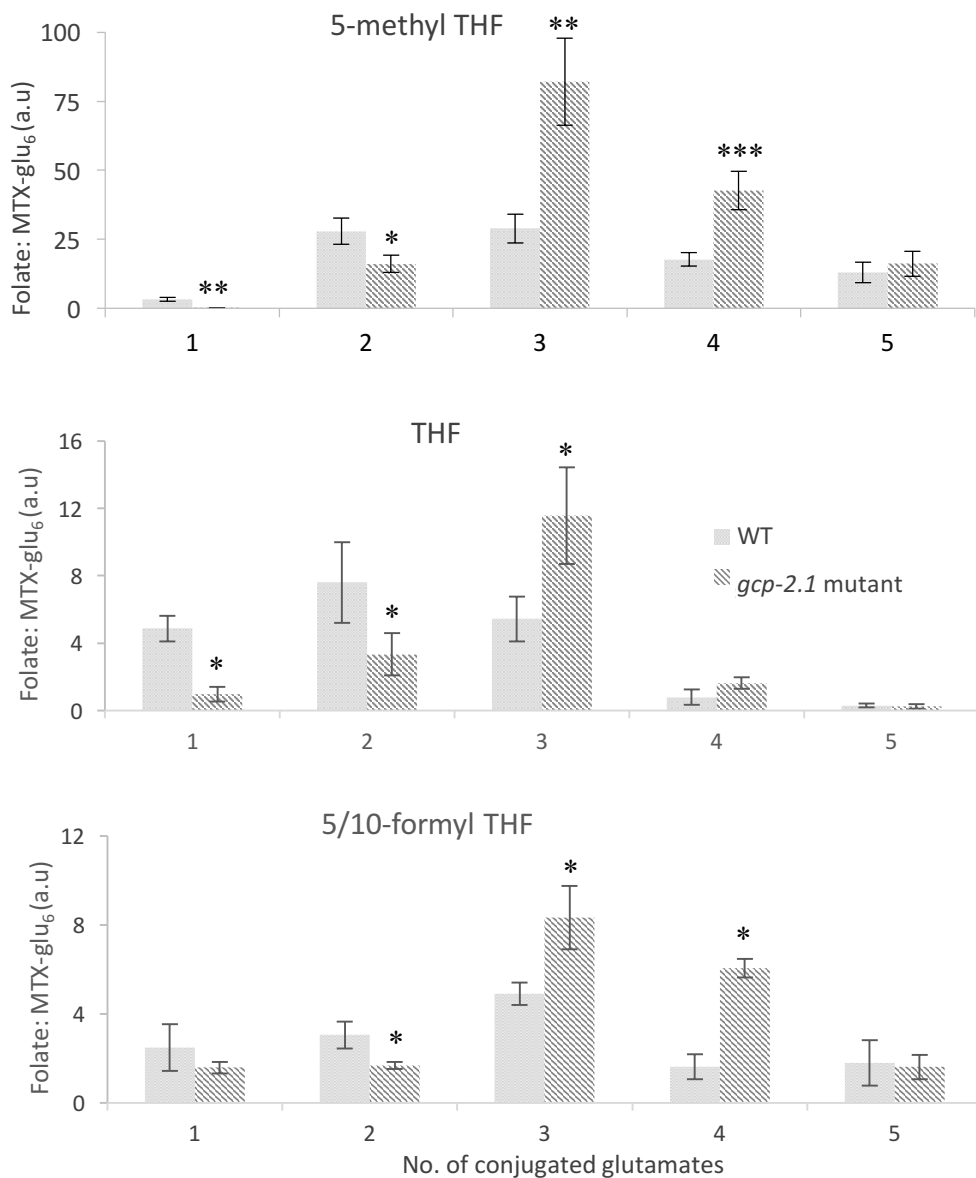 5-methyl THF
Folate: MTX-glu₆ (a.u)
100
75
50
25
0
**
*
**
***
1 2 3 4 5
THF
Folate: MTX-glu₆ (a.u)
16
12
8
4
0
*
*
*
WT
gcp-2.1 mutant
1 2 3 4 5
5/10-formyl THF
Folate: MTX-glu₆ (a.u)
12
8
4
0
*
*
*
1 2 3 4 5
No. of conjugated glutamates